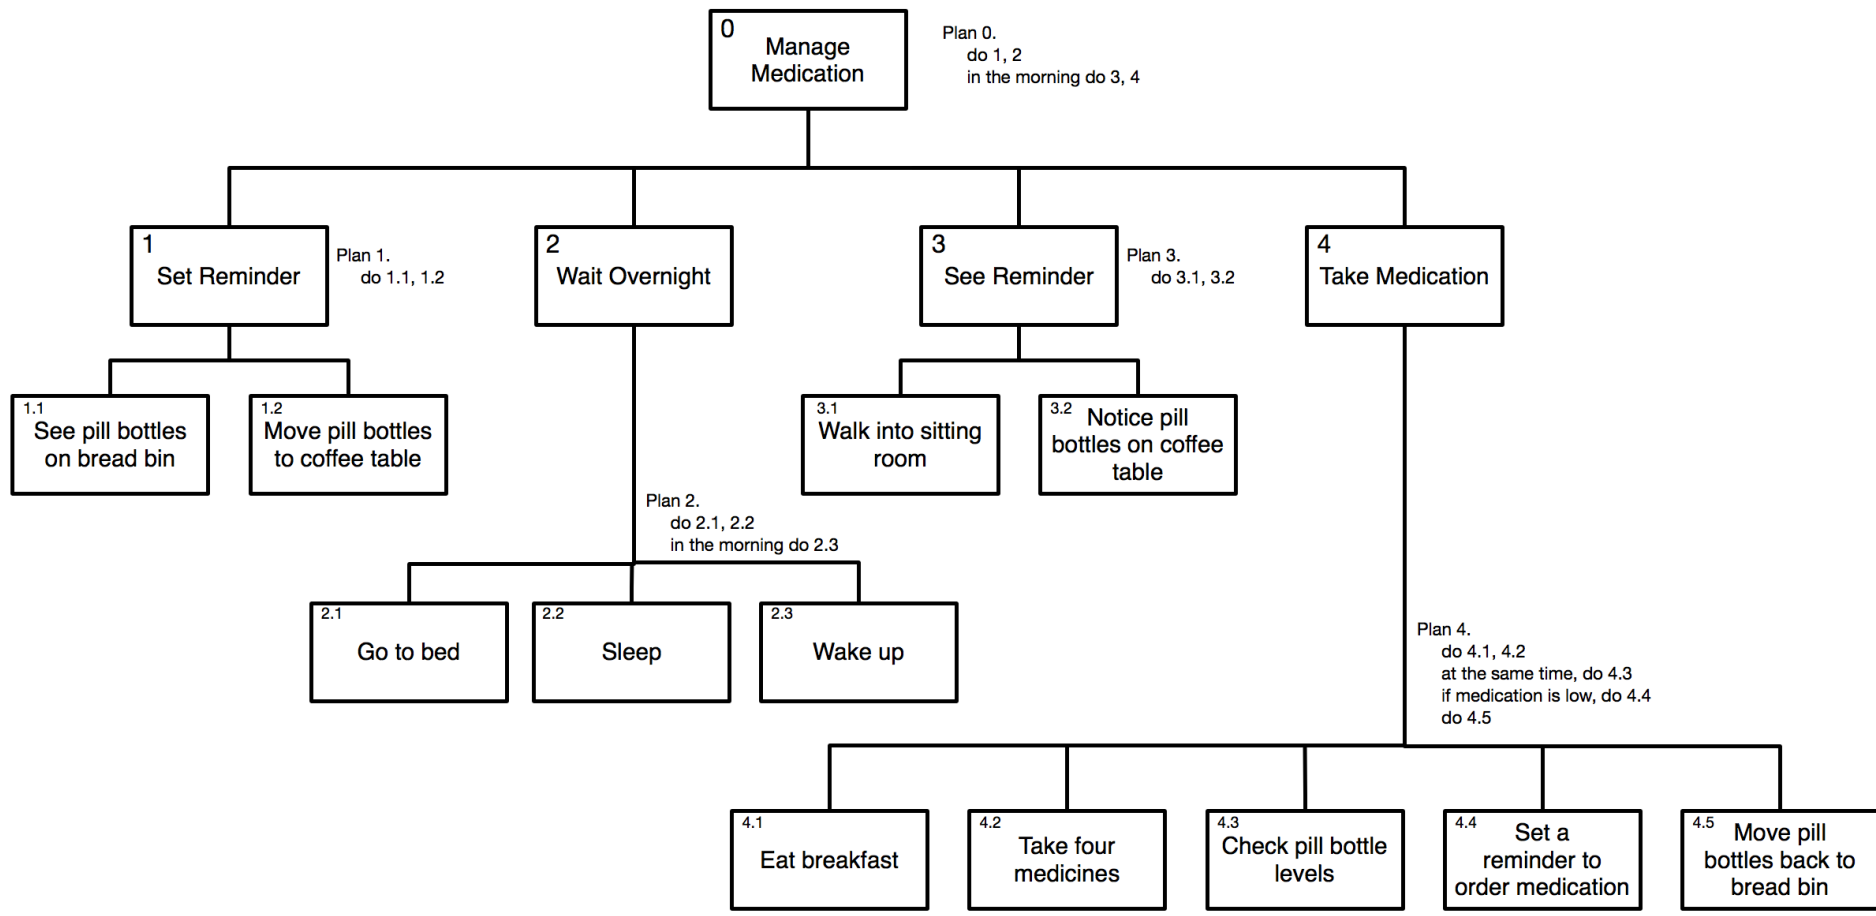 0
Manage
Medication
Plan 0.
do 1, 2
in the morning do 3, 4
1
Set Reminder
Plan 1.
do 1.1, 1.2
2
Wait Overnight
3
See Reminder
Plan 3.
do 3.1, 3.2
4
Take Medication
1.1
See pill bottles
on bread bin
1.2
Move pill bottles
to coffee table
3.1
Walk into sitting
room
3.2
Notice pill
bottles on coffee
table
Plan 2.
do 2.1, 2.2
in the morning do 2.3
2.1
Go to bed
2.2
Sleep
2.3
Wake up
Plan 4.
do 4.1, 4.2
at the same time, do 4.3
if medication is low, do 4.4
do 4.5
4.1
Eat breakfast
4.2
Take four
medicines
4.3
Check pill bottle
levels
4.4
Set a
reminder to
order medication
4.5
Move pill
bottles back to
bread bin